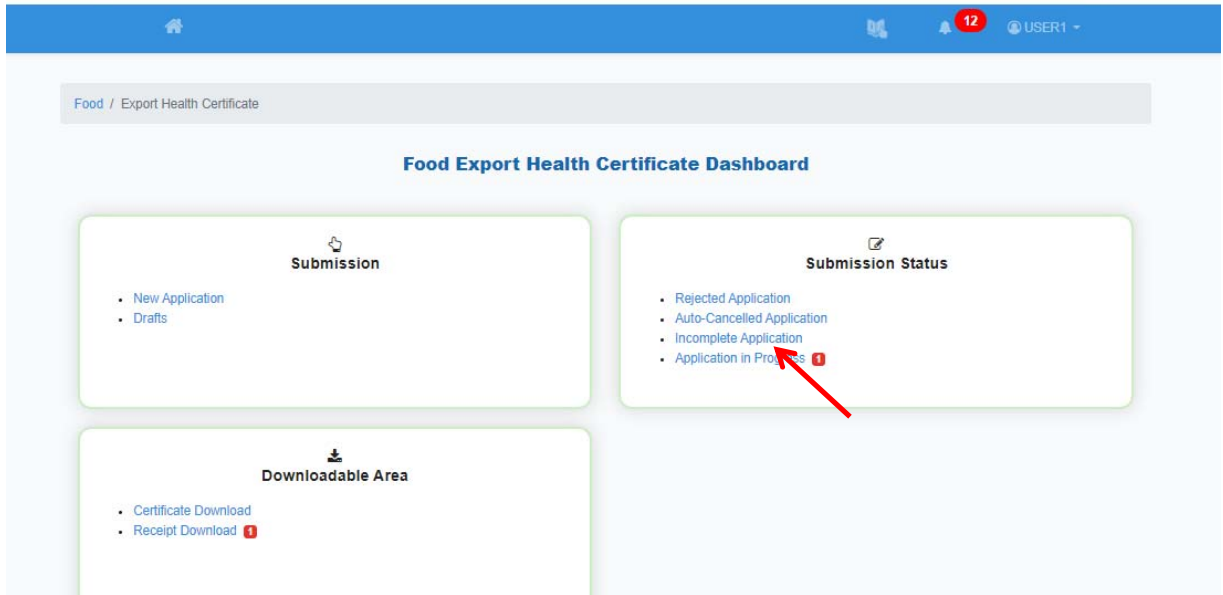 12
USER1
Food / Export Health Certificate
Food Export Health Certificate Dashboard
Submission
New Application
Drafts
Submission Status
Rejected Application
Auto-Cancelled Application
Incomplete Application
Application in Progress 1
Downloadable Area
Certificate Download
Receipt Download 1